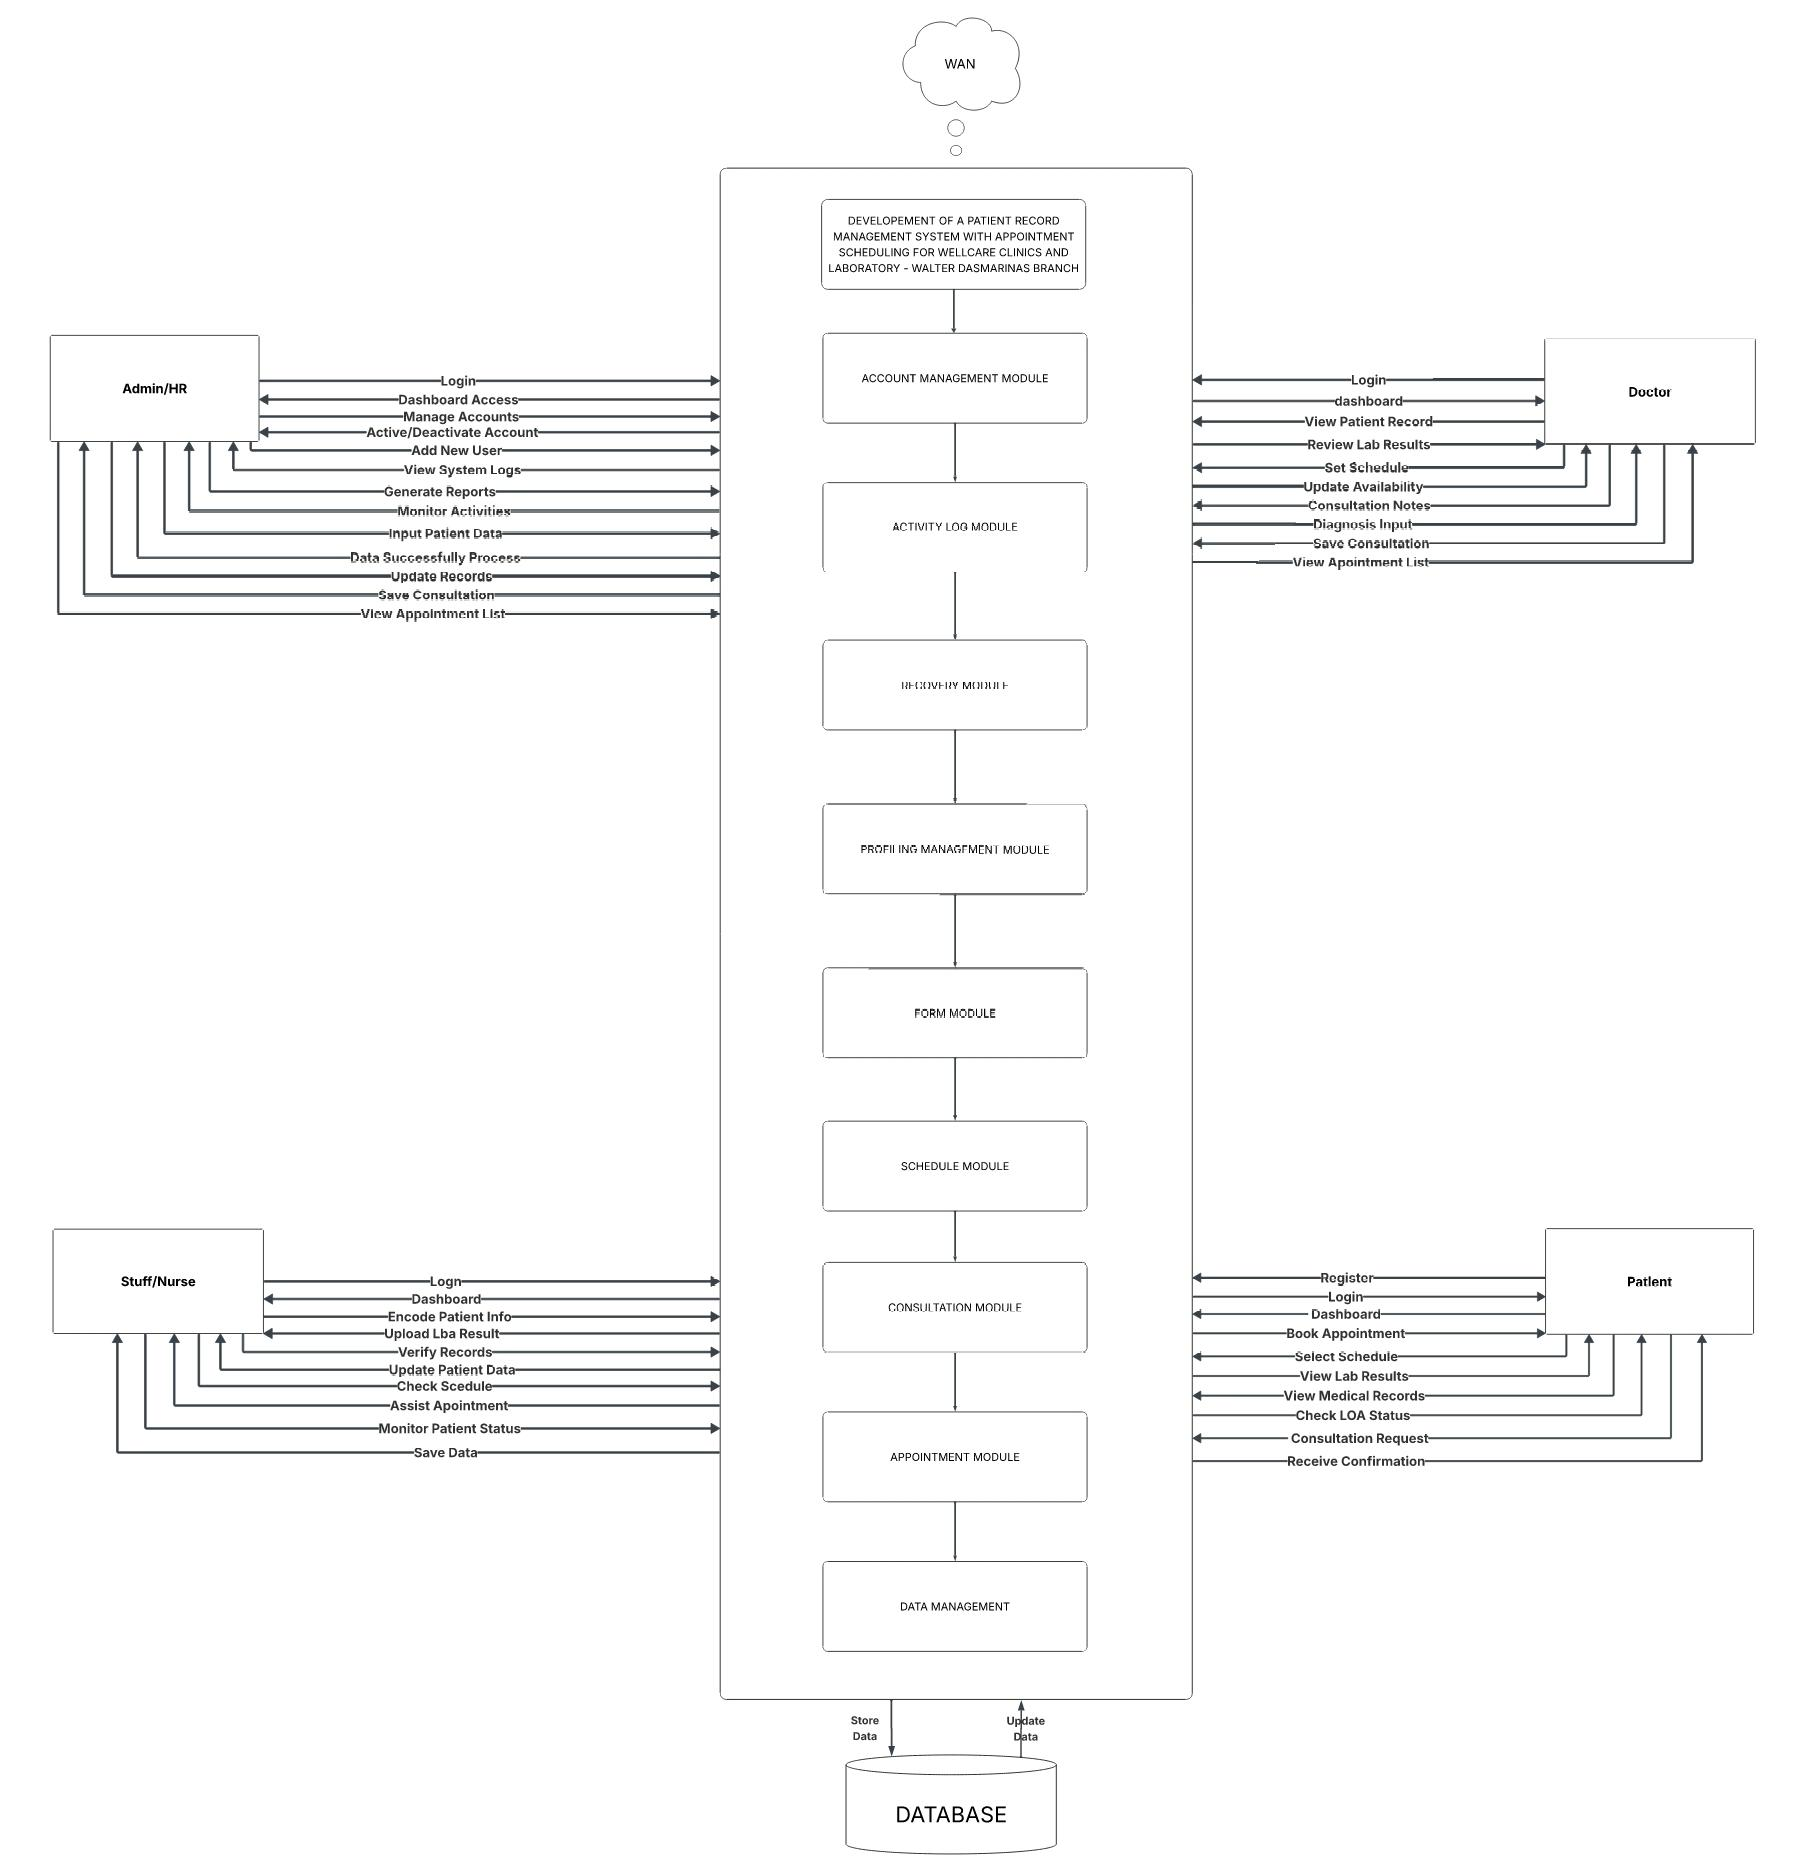 WAN
DEVELOPEMENT OF A PATIENT RECORD
MANAGEMENT SYSTEM WITH APPOINTMENT
SCHEDULING FOR WELLCARE CLINICS AND
LABORATORY - WALTER DASMARINAS BRANCH
ACCOUNT MANAGEMENT MODULE
ACTIVITY LOG MODULE
RECOVERY MODULE
PROFILING MANAGEMENT MODULE
FORM MODULE
SCHEDULE MODULE
CONSULTATION MODULE
APPOINTMENT MODULE
DATA MANAGEMENT
Admin/HR
Login
Dashboard Access
Manage Accounts
Active/Deactivate Account
Add New User
View System Logs
Generate Reports
Monitor Activities
Input Patient Data
Data Successfully Process
Update Records
Save Consultation
View Appointment List
Doctor
Login
dashboard
View Patient Record
Review Lab Results
Set Schedule
Update Availability
Consultation Notes
Diagnosis Input
Save Consultation
View Apointment List
Stuff/Nurse
Logn
Dashboard
Encode Patient Info
Upload Lba Result
Verify Records
Update Patient Data
Check Scedule
Assist Apointment
Monitor Patient Status
Save Data
Patient
Register
Login
Dashboard
Book Appointment
Select Schedule
View Lab Results
View Medical Records
Check LOA Status
Consultation Request
Receive Confirmation
Store
Data
Update
Data
DATABASE